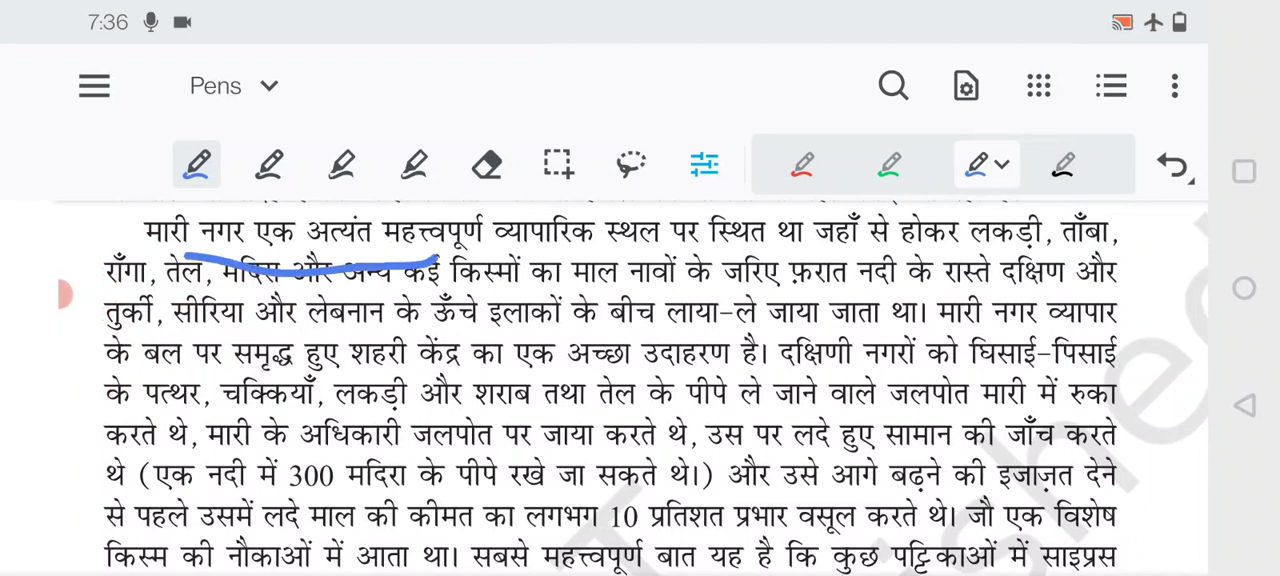 7:36
Pens
मारी नगर एक अत्यंत महत्त्वपूर्ण व्यापारिक स्थल पर स्थित था जहाँ से होकर लकड़ी, ताँबा,
राँगा, तेल, मदिरा और अन्य कई किस्मों का माल नावों के जरिए फ़रात नदी के रास्ते दक्षिण और
तुर्की, सीरिया और लेबनान के ऊँचे इलाकों के बीच लाया-ले जाया जाता था। मारी नगर व्यापार
के बल पर समृद्ध हुए शहरी केंद्र का एक अच्छा उदाहरण है। दक्षिणी नगरों को घिसाई-पिसाई
के पत्थर, चक्कियाँ, लकड़ी और शराब तथा तेल के पीपे ले जाने वाले जलपोत मारी में रुका
करते थे, मारी के अधिकारी जलपोत पर जाया करते थे, उस पर लदे हुए सामान की जाँच करते
थे (एक नदी में 300 मदिरा के पीपे रखे जा सकते थे।) और उसे आगे बढ़ने की इजाज़त देने
से पहले उसमें लदे माल की कीमत का लगभग 10 प्रतिशत प्रभार वसूल करते थे। जौ एक विशेष
किस्म की नौकाओं में आता था। सबसे महत्त्वपूर्ण बात यह है कि कुछ पट्टिकाओं में साइप्रस